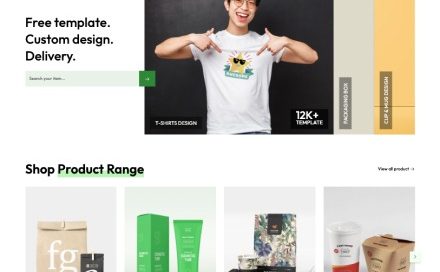 Free template.
Custom design.
Delivery.
Search your item...
T-SHIRTS DESIGN
12K+
TEMPLATE
PACKAGING BOX
CUP & MUG DESIGN
AWESOME
Shop Product Range
View all product →
fg